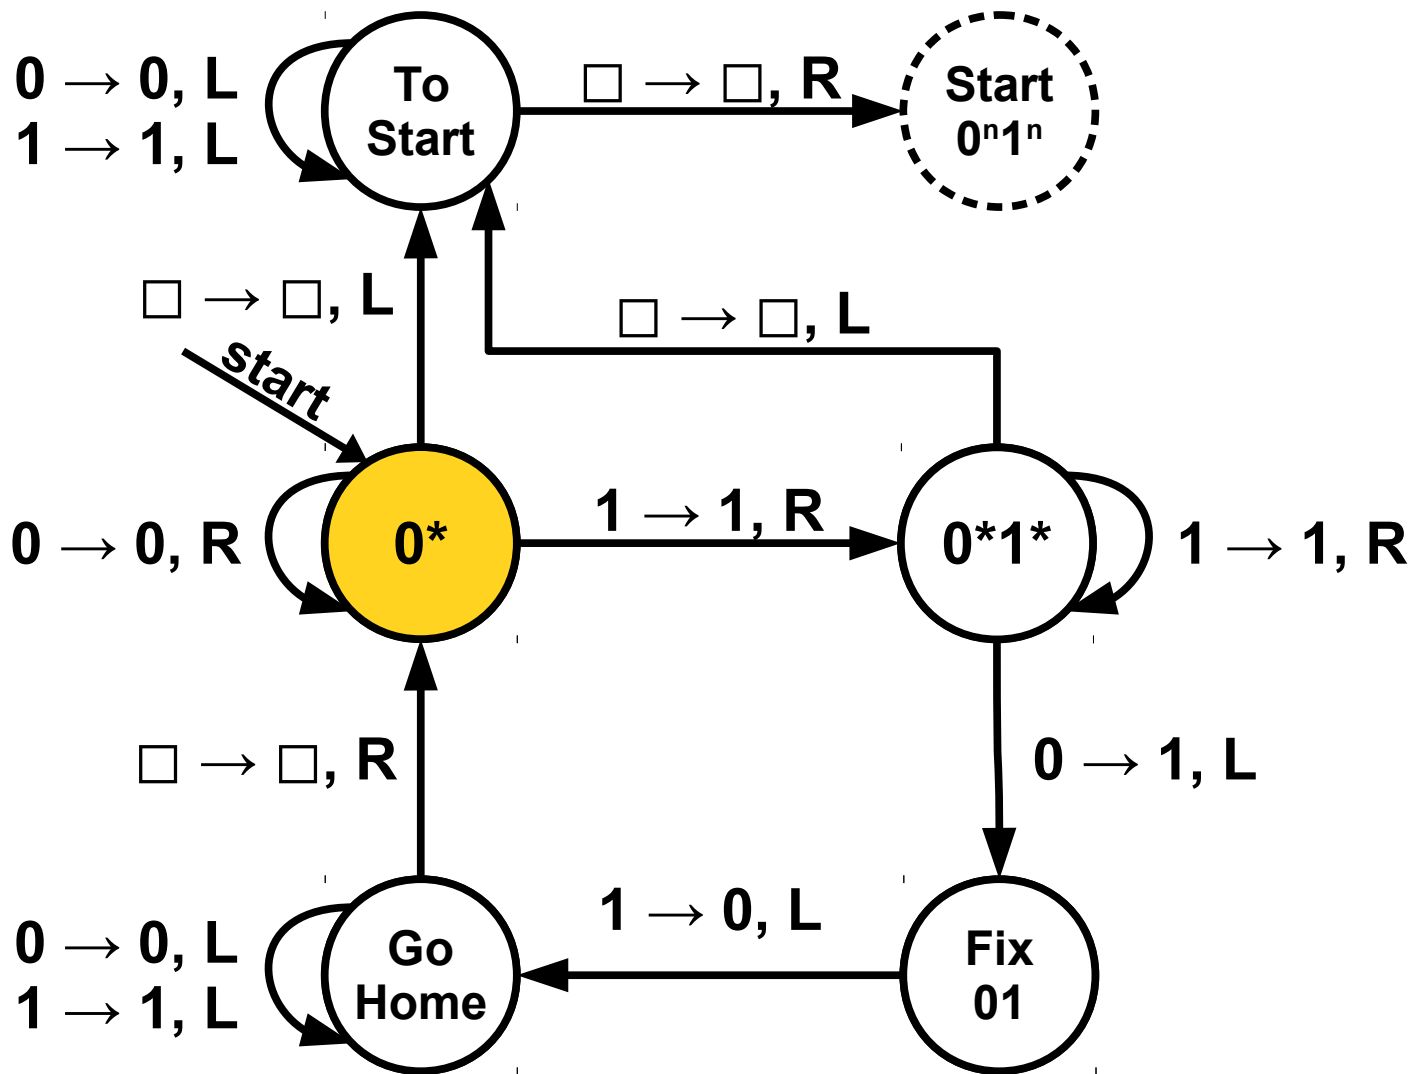 0 → 0, L
1 → 1, L
To
Start
□ → □, R
Start
0ⁿ1ⁿ
□ → □, L
□ → □, L
start
0 → 0, R
0*
1 → 1, R
0*1*
1 → 1, R
□ → □, R
0 → 1, L
0 → 0, L
1 → 1, L
Go
Home
1 → 0, L
Fix
01